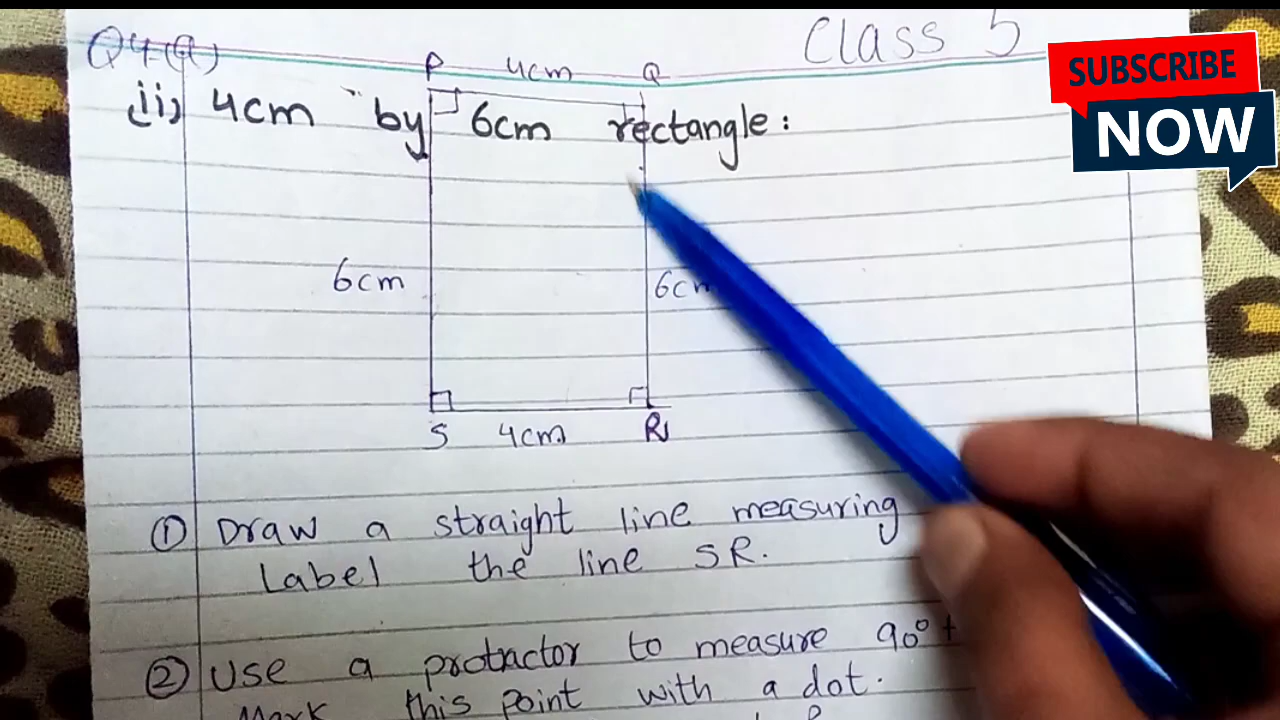 Class 5
SUBSCRIBE
NOW
Q4(a)
P 4cm Q
(ii) 4cm by 6cm rectangle:
6cm 6cm
S 4cm R
① Draw a straight line measuring
Label the line SR.
② Use a protractor to measure 90°
Mark this point with a dot.